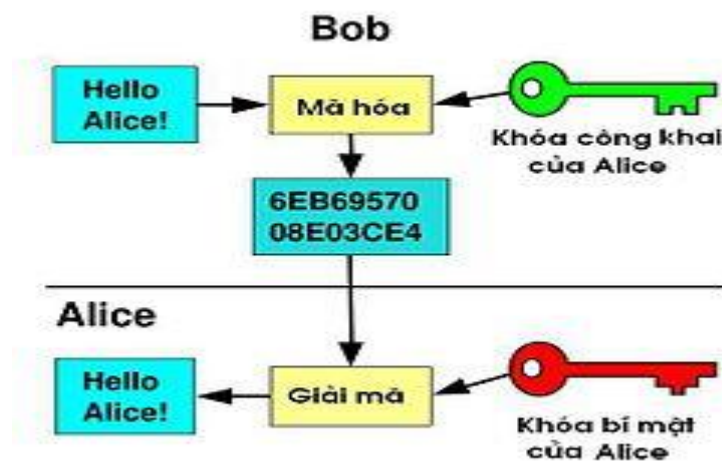 Bob
Hello
Alice!
Mã hóa
Khóa công khai
của Alice
6EB69570
08E03CE4
Alice
Hello
Alice!
Giải mã
Khóa bí mật
của Alice